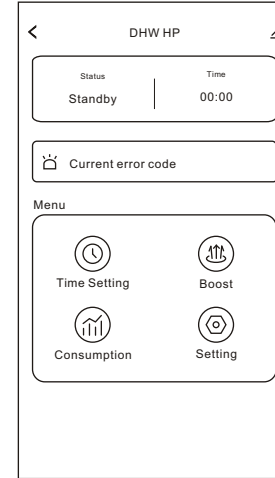 DHW HP
Status Time
Standby 00:00
Current error code
Menu
Time Setting Boost
Consumption Setting